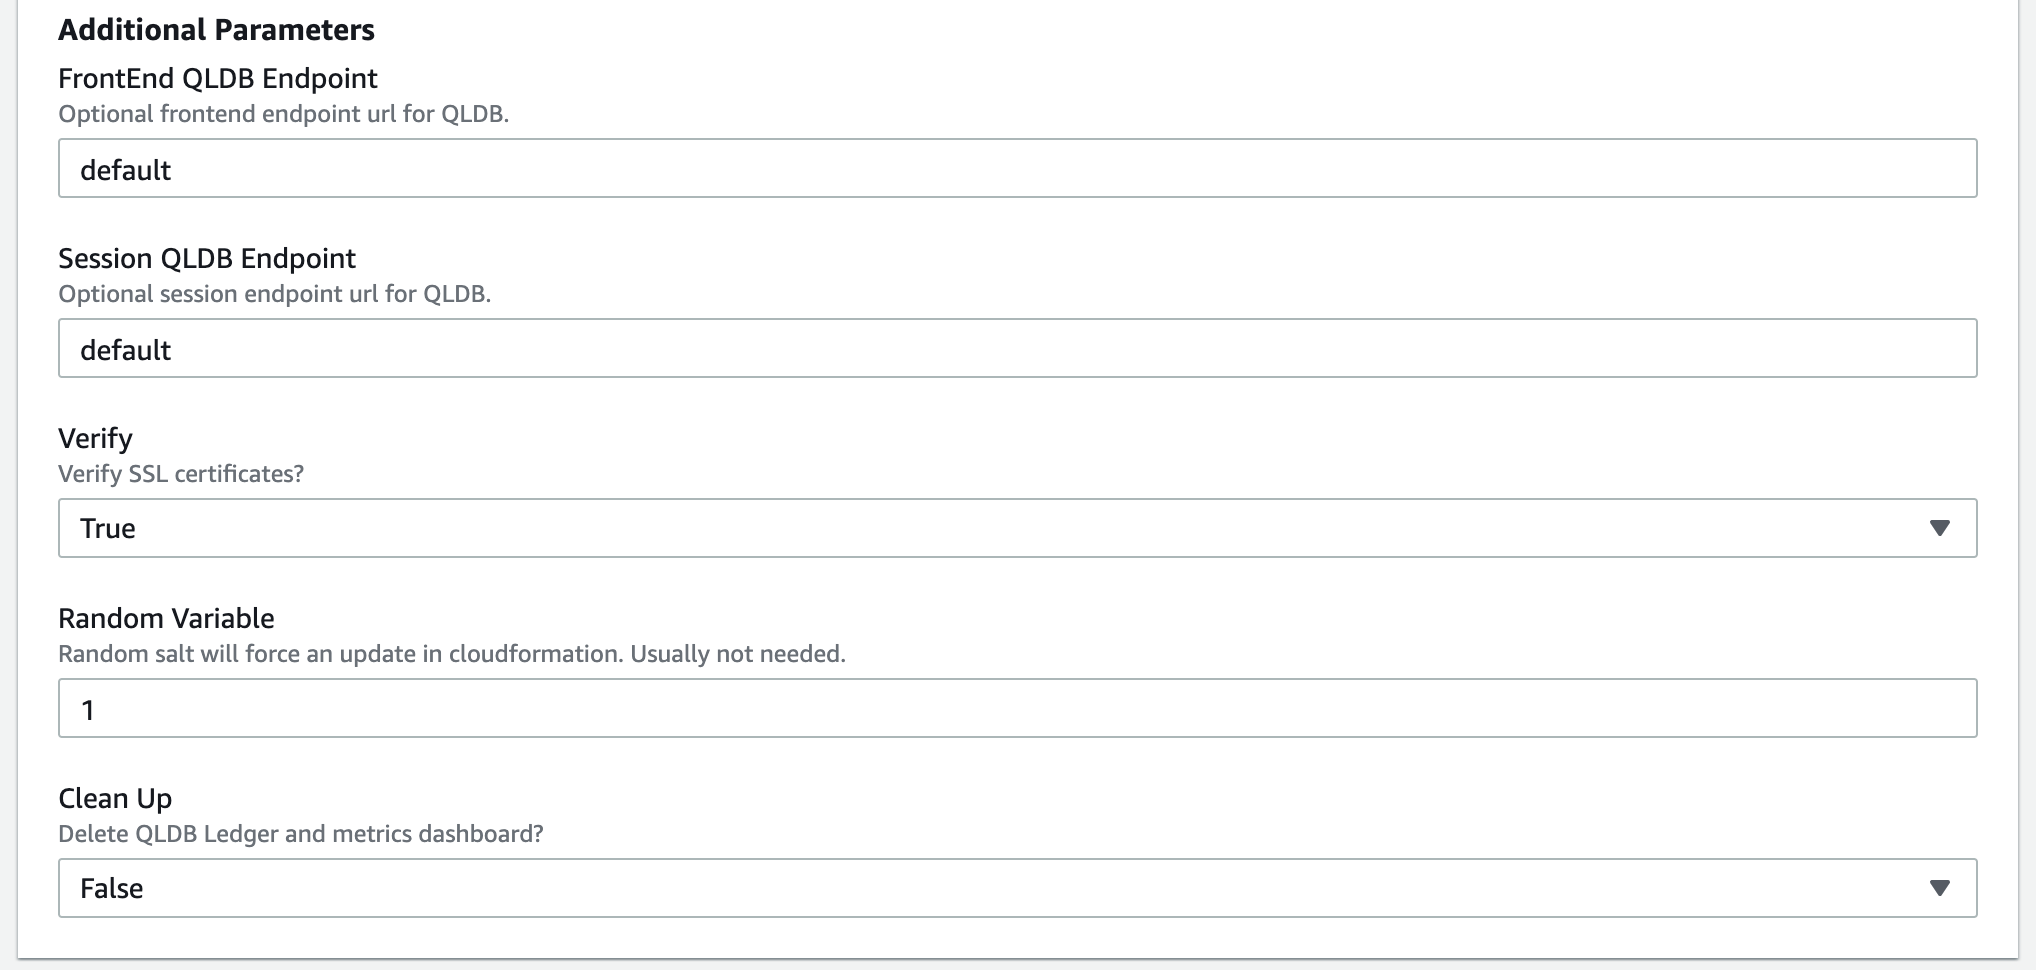 Additional Parameters
FrontEnd QLDB Endpoint
Optional frontend endpoint url for QLDB.
default
Session QLDB Endpoint
Optional session endpoint url for QLDB.
default
Verify
Verify SSL certificates?
True
Random Variable
Random salt will force an update in cloudformation. Usually not needed.
1
Clean Up
Delete QLDB Ledger and metrics dashboard?
False